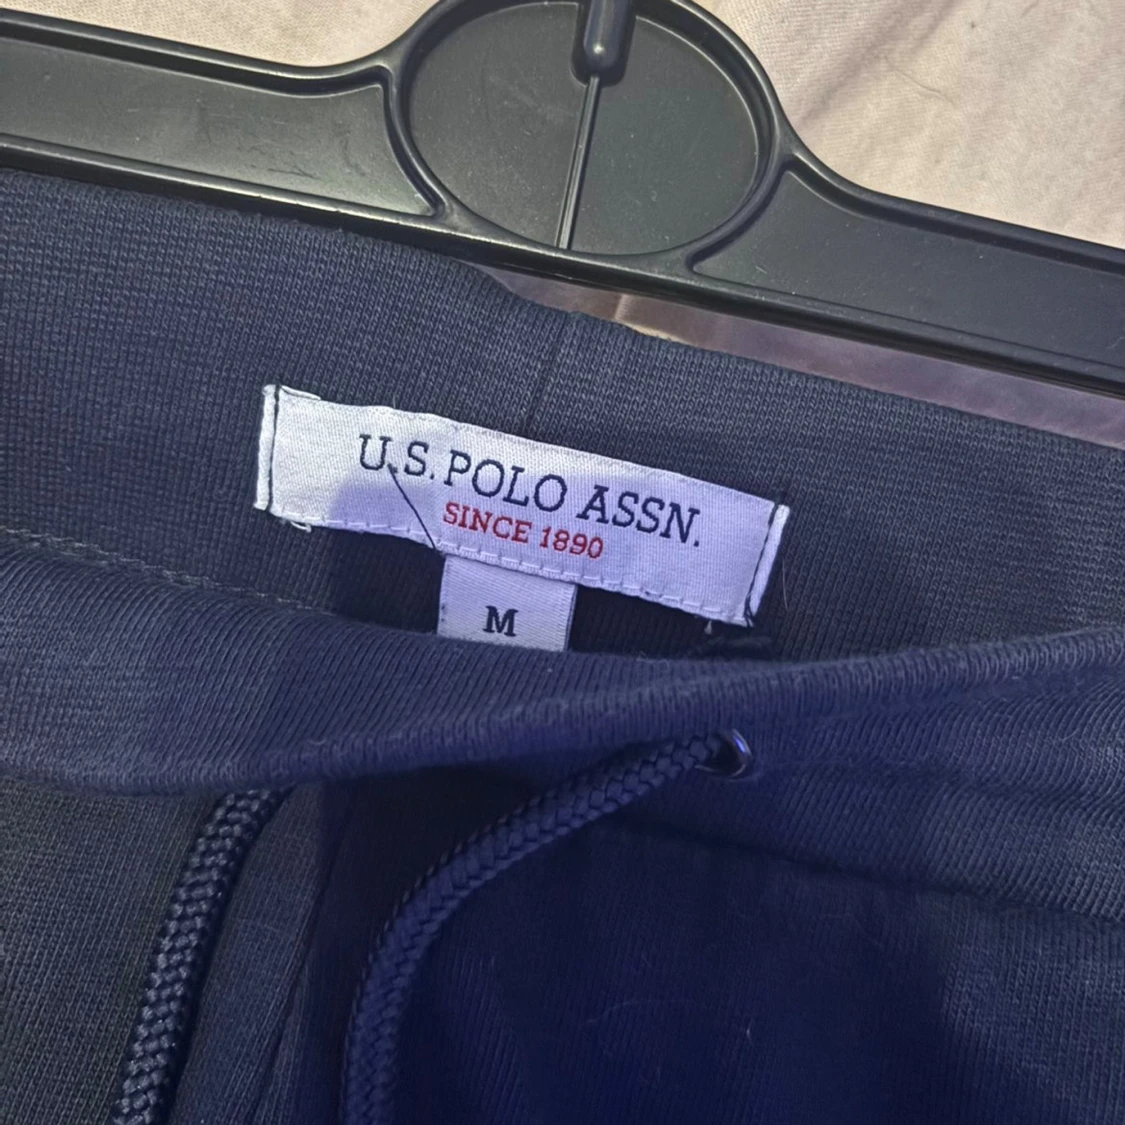 U.S. POLO ASSN.
SINCE 1890
M